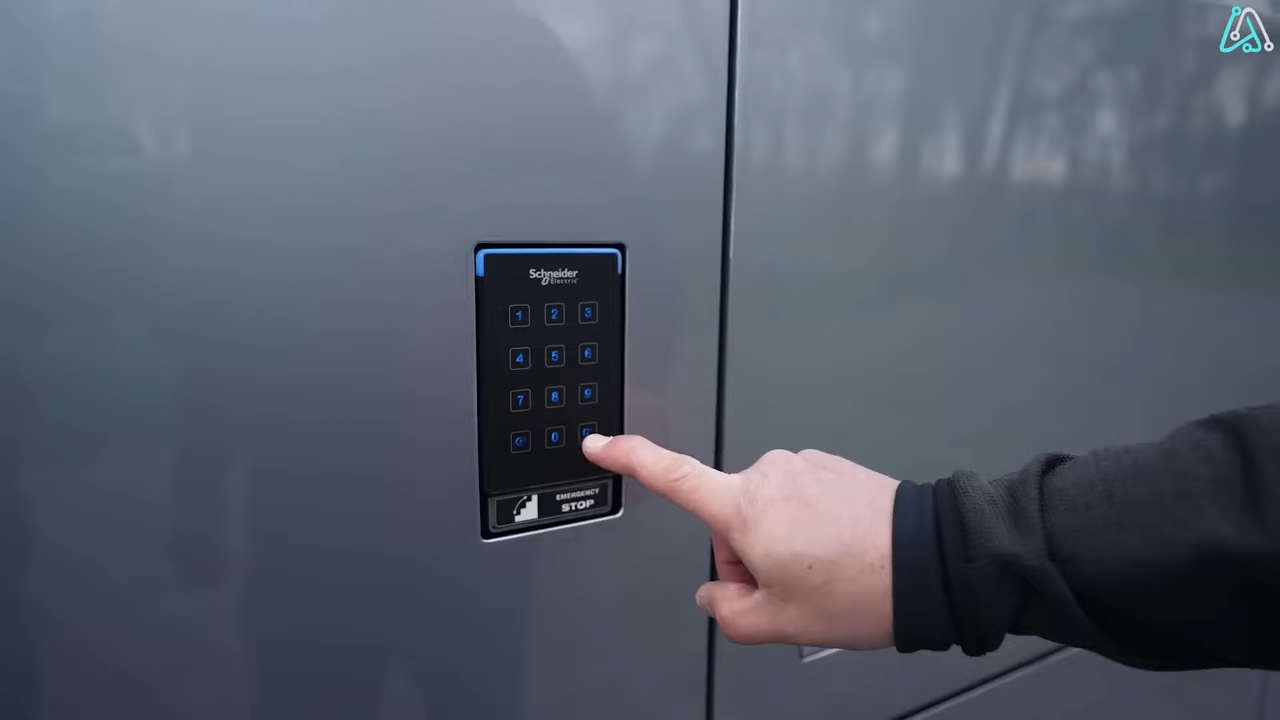 Schneider
Electric
1 2 3
4 5 6
7 8 9
0
EMERGENCY
STOP